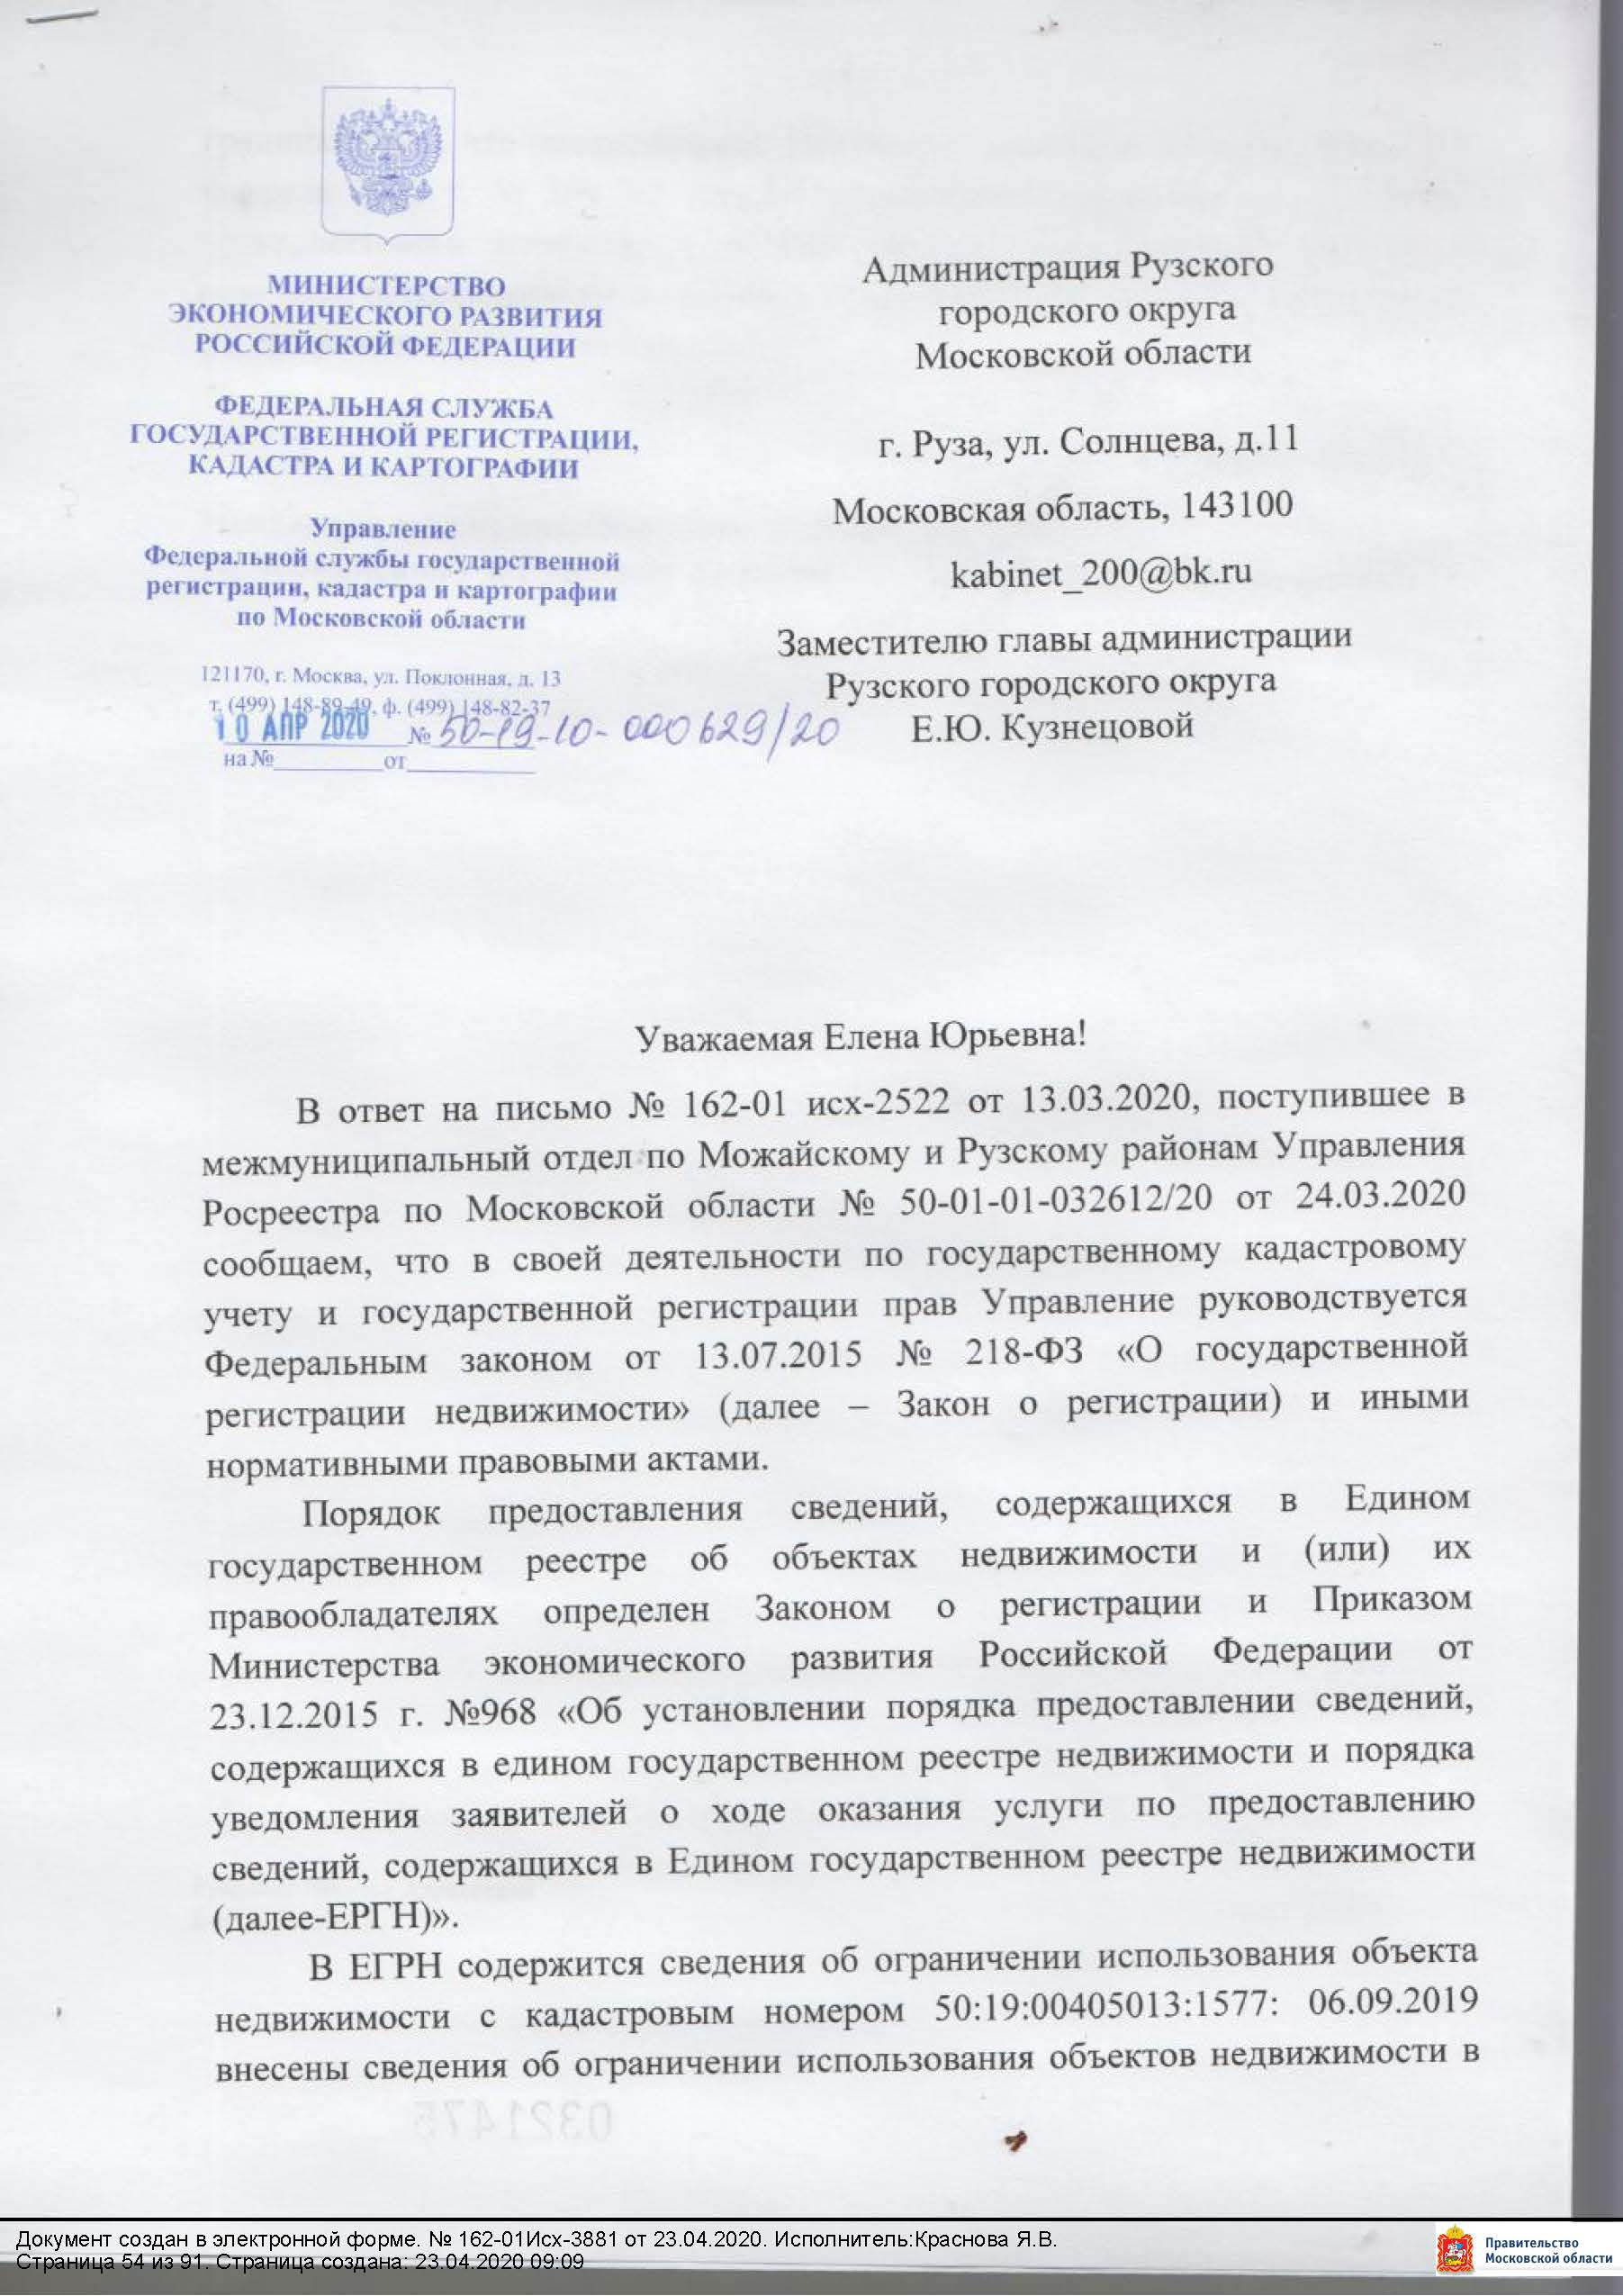 МИНИСТЕРСТВО
ЭКОНОМИЧЕСКОГО РАЗВИТИЯ
РОССИЙСКОЙ ФЕДЕРАЦИИ
ФЕДЕРАЛЬНАЯ СЛУЖБА
ГОСУДАРСТВЕННОЙ РЕГИСТРАЦИИ,
КАДАСТРА И КАРТОГРАФИИ
Управление
Федеральной службы государственной
регистрации, кадастра и картографии
по Московской области
121170, г. Москва, ул. Поклонная, д. 13
т. (499) 148-89-49, ф. (499) 148-82-37
10 АПР 2020 № 50-19-10-000629/20
на №__________от__________
Администрация Рузского
городского округа
Московской области
г. Руза, ул. Солнцева, д.11
Московская область, 143100
kabinet_200@bk.ru
Заместителю главы администрации
Рузского городского округа
Е.Ю. Кузнецовой
Уважаемая Елена Юрьевна!
В ответ на письмо № 162-01 исх-2522 от 13.03.2020, поступившее в
межмуниципальный отдел по Можайскому и Рузскому районам Управления
Росреестра по Московской области № 50-01-01-032612/20 от 24.03.2020
сообщаем, что в своей деятельности по государственному кадастровому
учету и государственной регистрации прав Управление руководствуется
Федеральным законом от 13.07.2015 № 218-ФЗ «О государственной
регистрации недвижимости» (далее – Закон о регистрации) и иными
нормативными правовыми актами.
Порядок предоставления сведений, содержащихся в Едином
государственном реестре об объектах недвижимости и (или) их
правообладателях определен Законом о регистрации и Приказом
Министерства экономического развития Российской Федерации от
23.12.2015 г. №968 «Об установлении порядка предоставлении сведений,
содержащихся в едином государственном реестре недвижимости и порядка
уведомления заявителей о ходе оказания услуги по предоставлению
сведений, содержащихся в Едином государственном реестре недвижимости
(далее-ЕРГН)».
В ЕГРН содержится сведения об ограничении использования объекта
недвижимости с кадастровым номером 50:19:00405013:1577: 06.09.2019
внесены сведения об ограничении использования объектов недвижимости в
0321475
Документ создан в электронной форме. № 162-01Исх-3881 от 23.04.2020. Исполнитель:Краснова Я.В.
Страница 54 из 91. Страница создана: 23.04.2020 09:09
Правительство
Московской области